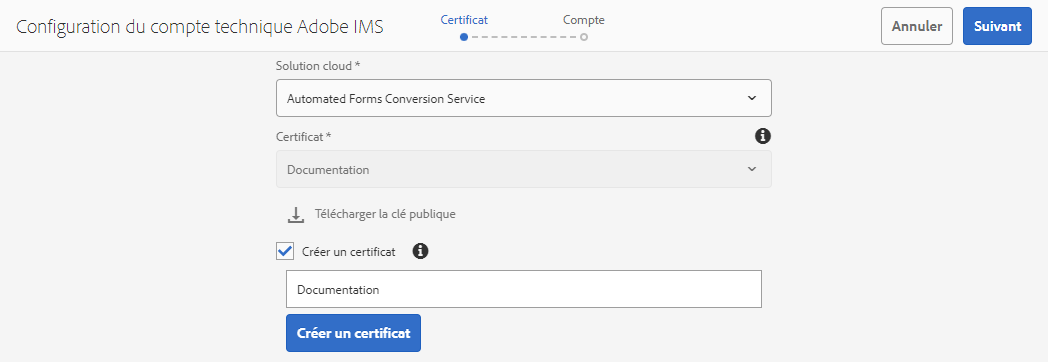 Configuration du compte technique Adobe IMS
Certificat
Compte
Annuler
Suivant
Solution cloud *
Automated Forms Conversion Service
Certificat *
Documentation
Télécharger la clé publique
Créer un certificat
Documentation
Créer un certificat